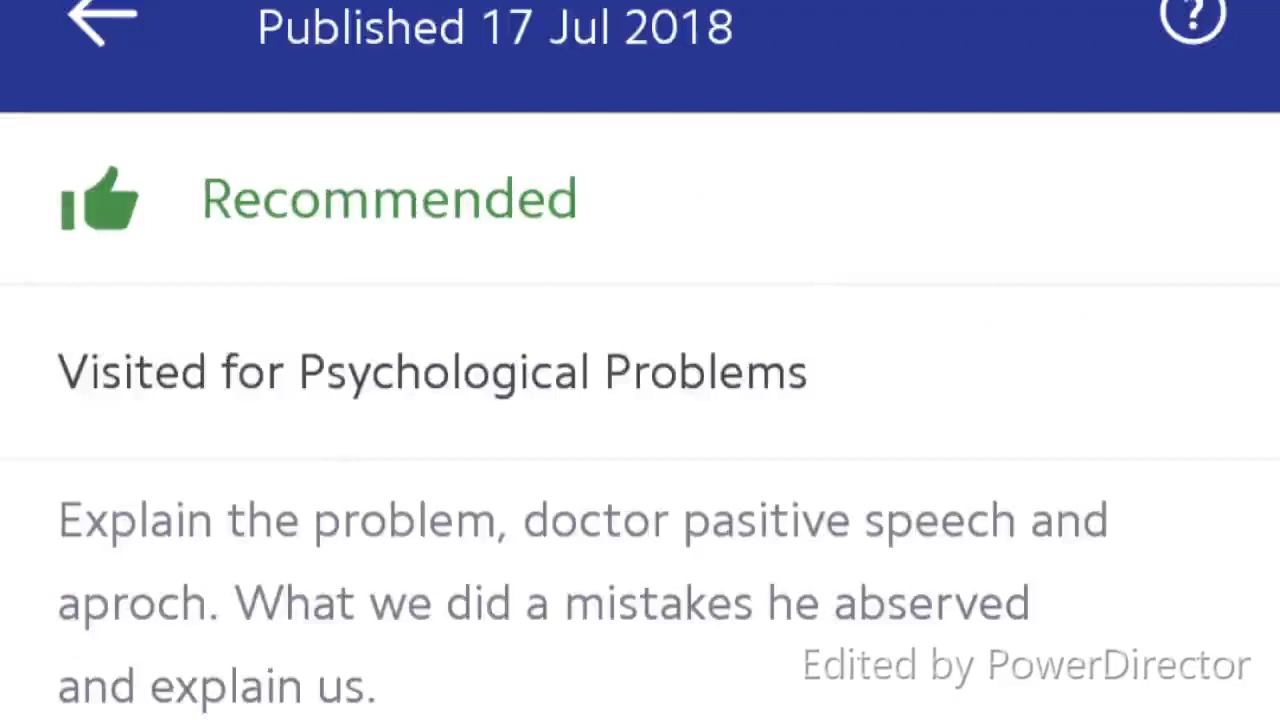 Published 17 Jul 2018
?
Recommended
Visited for Psychological Problems
Explain the problem, doctor pasitive speech and
aproch. What we did a mistakes he abserved
and explain us.
Edited by PowerDirector